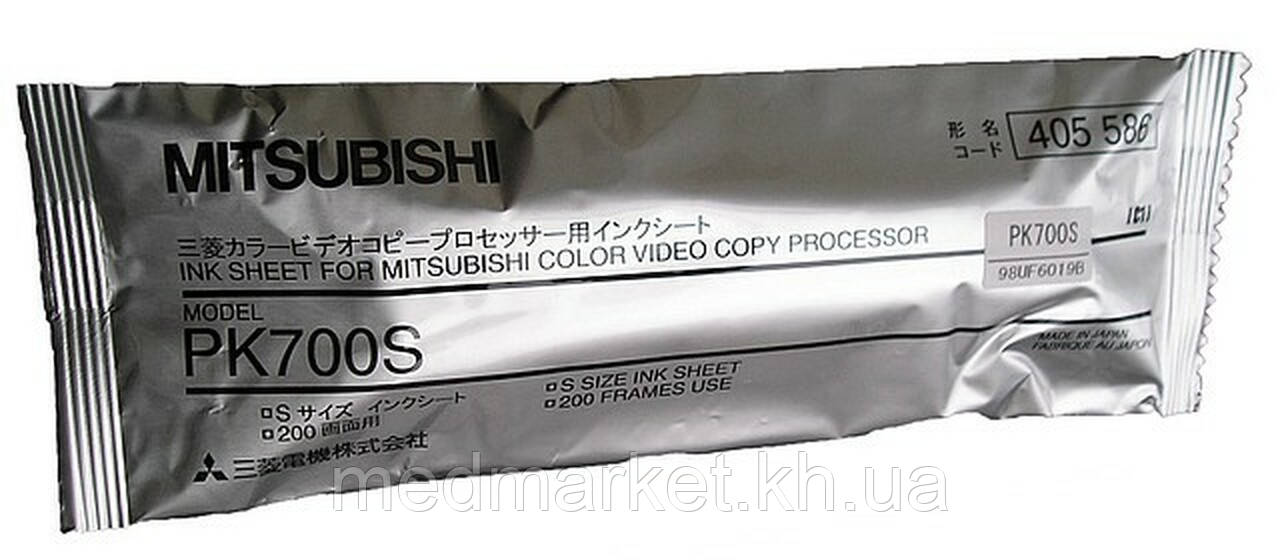 MITSUBISHI
形名
コード
405 586
三菱カラービデオコピープロセッサー用インクシート
INK SHEET FOR MITSUBISHI COLOR VIDEO COPY PROCESSOR
PK700S
98UF6019B
MODEL
PK700S
MADE IN JAPAN
FABRIQUE AU JAPON
S サイズ インクシート
200 画面用
S SIZE INK SHEET
200 FRAMES USE
三菱電機株式会社
medmarket.kh.ua